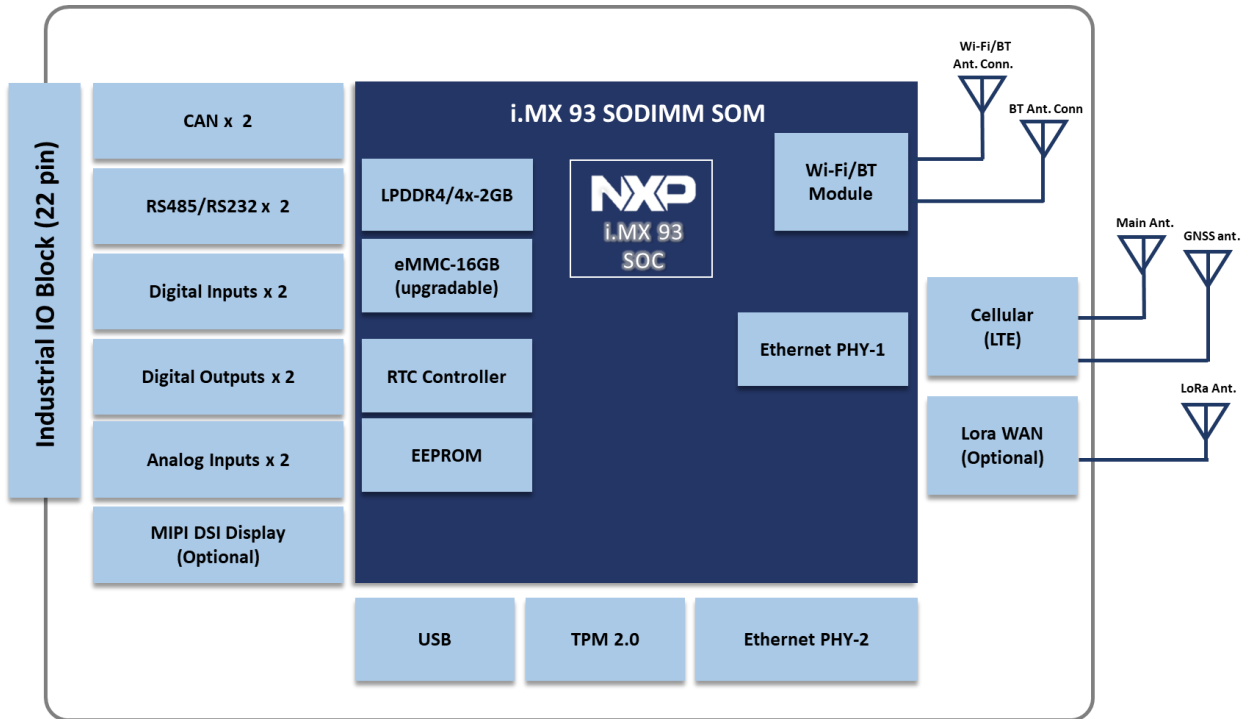 Wi-Fi/BT
Ant. Conn.
BT Ant. Conn
Industrial IO Block (22 pin)
CAN x  2
RS485/RS232 x  2
Digital Inputs x 2
Digital Outputs x 2
Analog Inputs x 2
MIPI DSI Display
(Optional)
i.MX 93 SODIMM SOM
LPDDR4/4x-2GB
eMMC-16GB
(upgradable)
RTC Controller
EEPROM
NXP
i.MX 93
SOC
Wi-Fi/BT
Module
Ethernet PHY-1
Main Ant.
GNSS ant.
Cellular
(LTE)
LoRa Ant.
Lora WAN
(Optional)
USB
TPM 2.0
Ethernet PHY-2